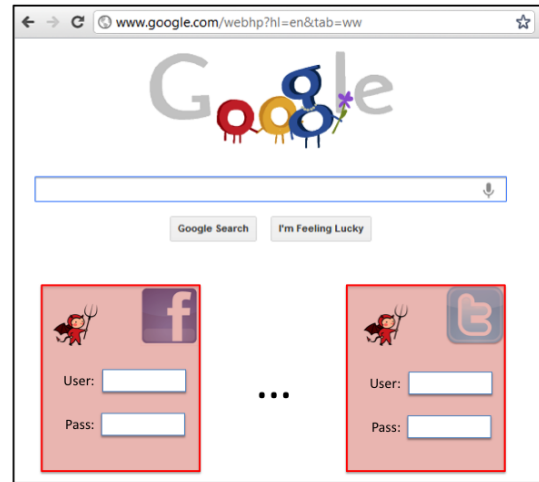 www.google.com/webhp?hl=en&tab=ww
Google
Google Search
I'm Feeling Lucky
f
t
User:
User:
...
Pass:
Pass: